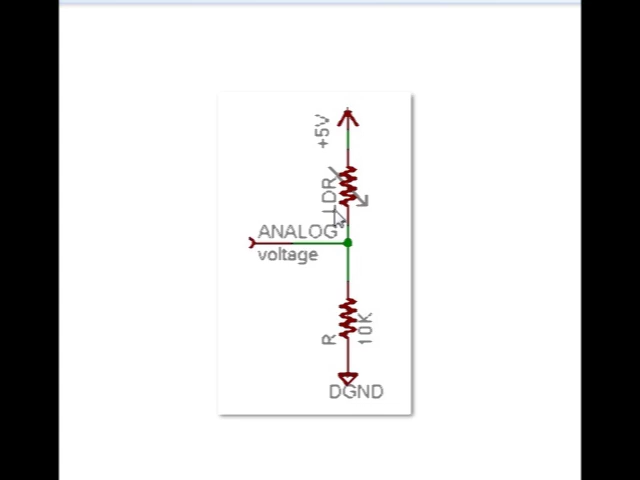 +5V
LDR
ANALOG
voltage
R
10K
DGND